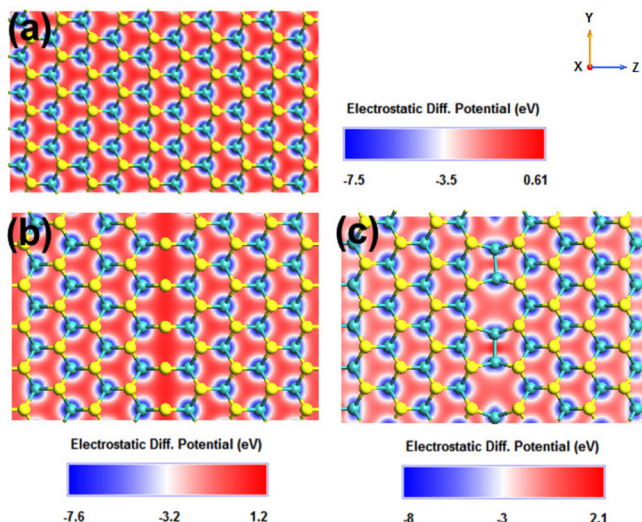 (a)
Y
X
Z
Electrostatic Diff. Potential (eV)
-7.5 -3.5 0.61
(b)
(c)
Electrostatic Diff. Potential (eV)
-7.6 -3.2 1.2
Electrostatic Diff. Potential (eV)
-8 -3 2.1